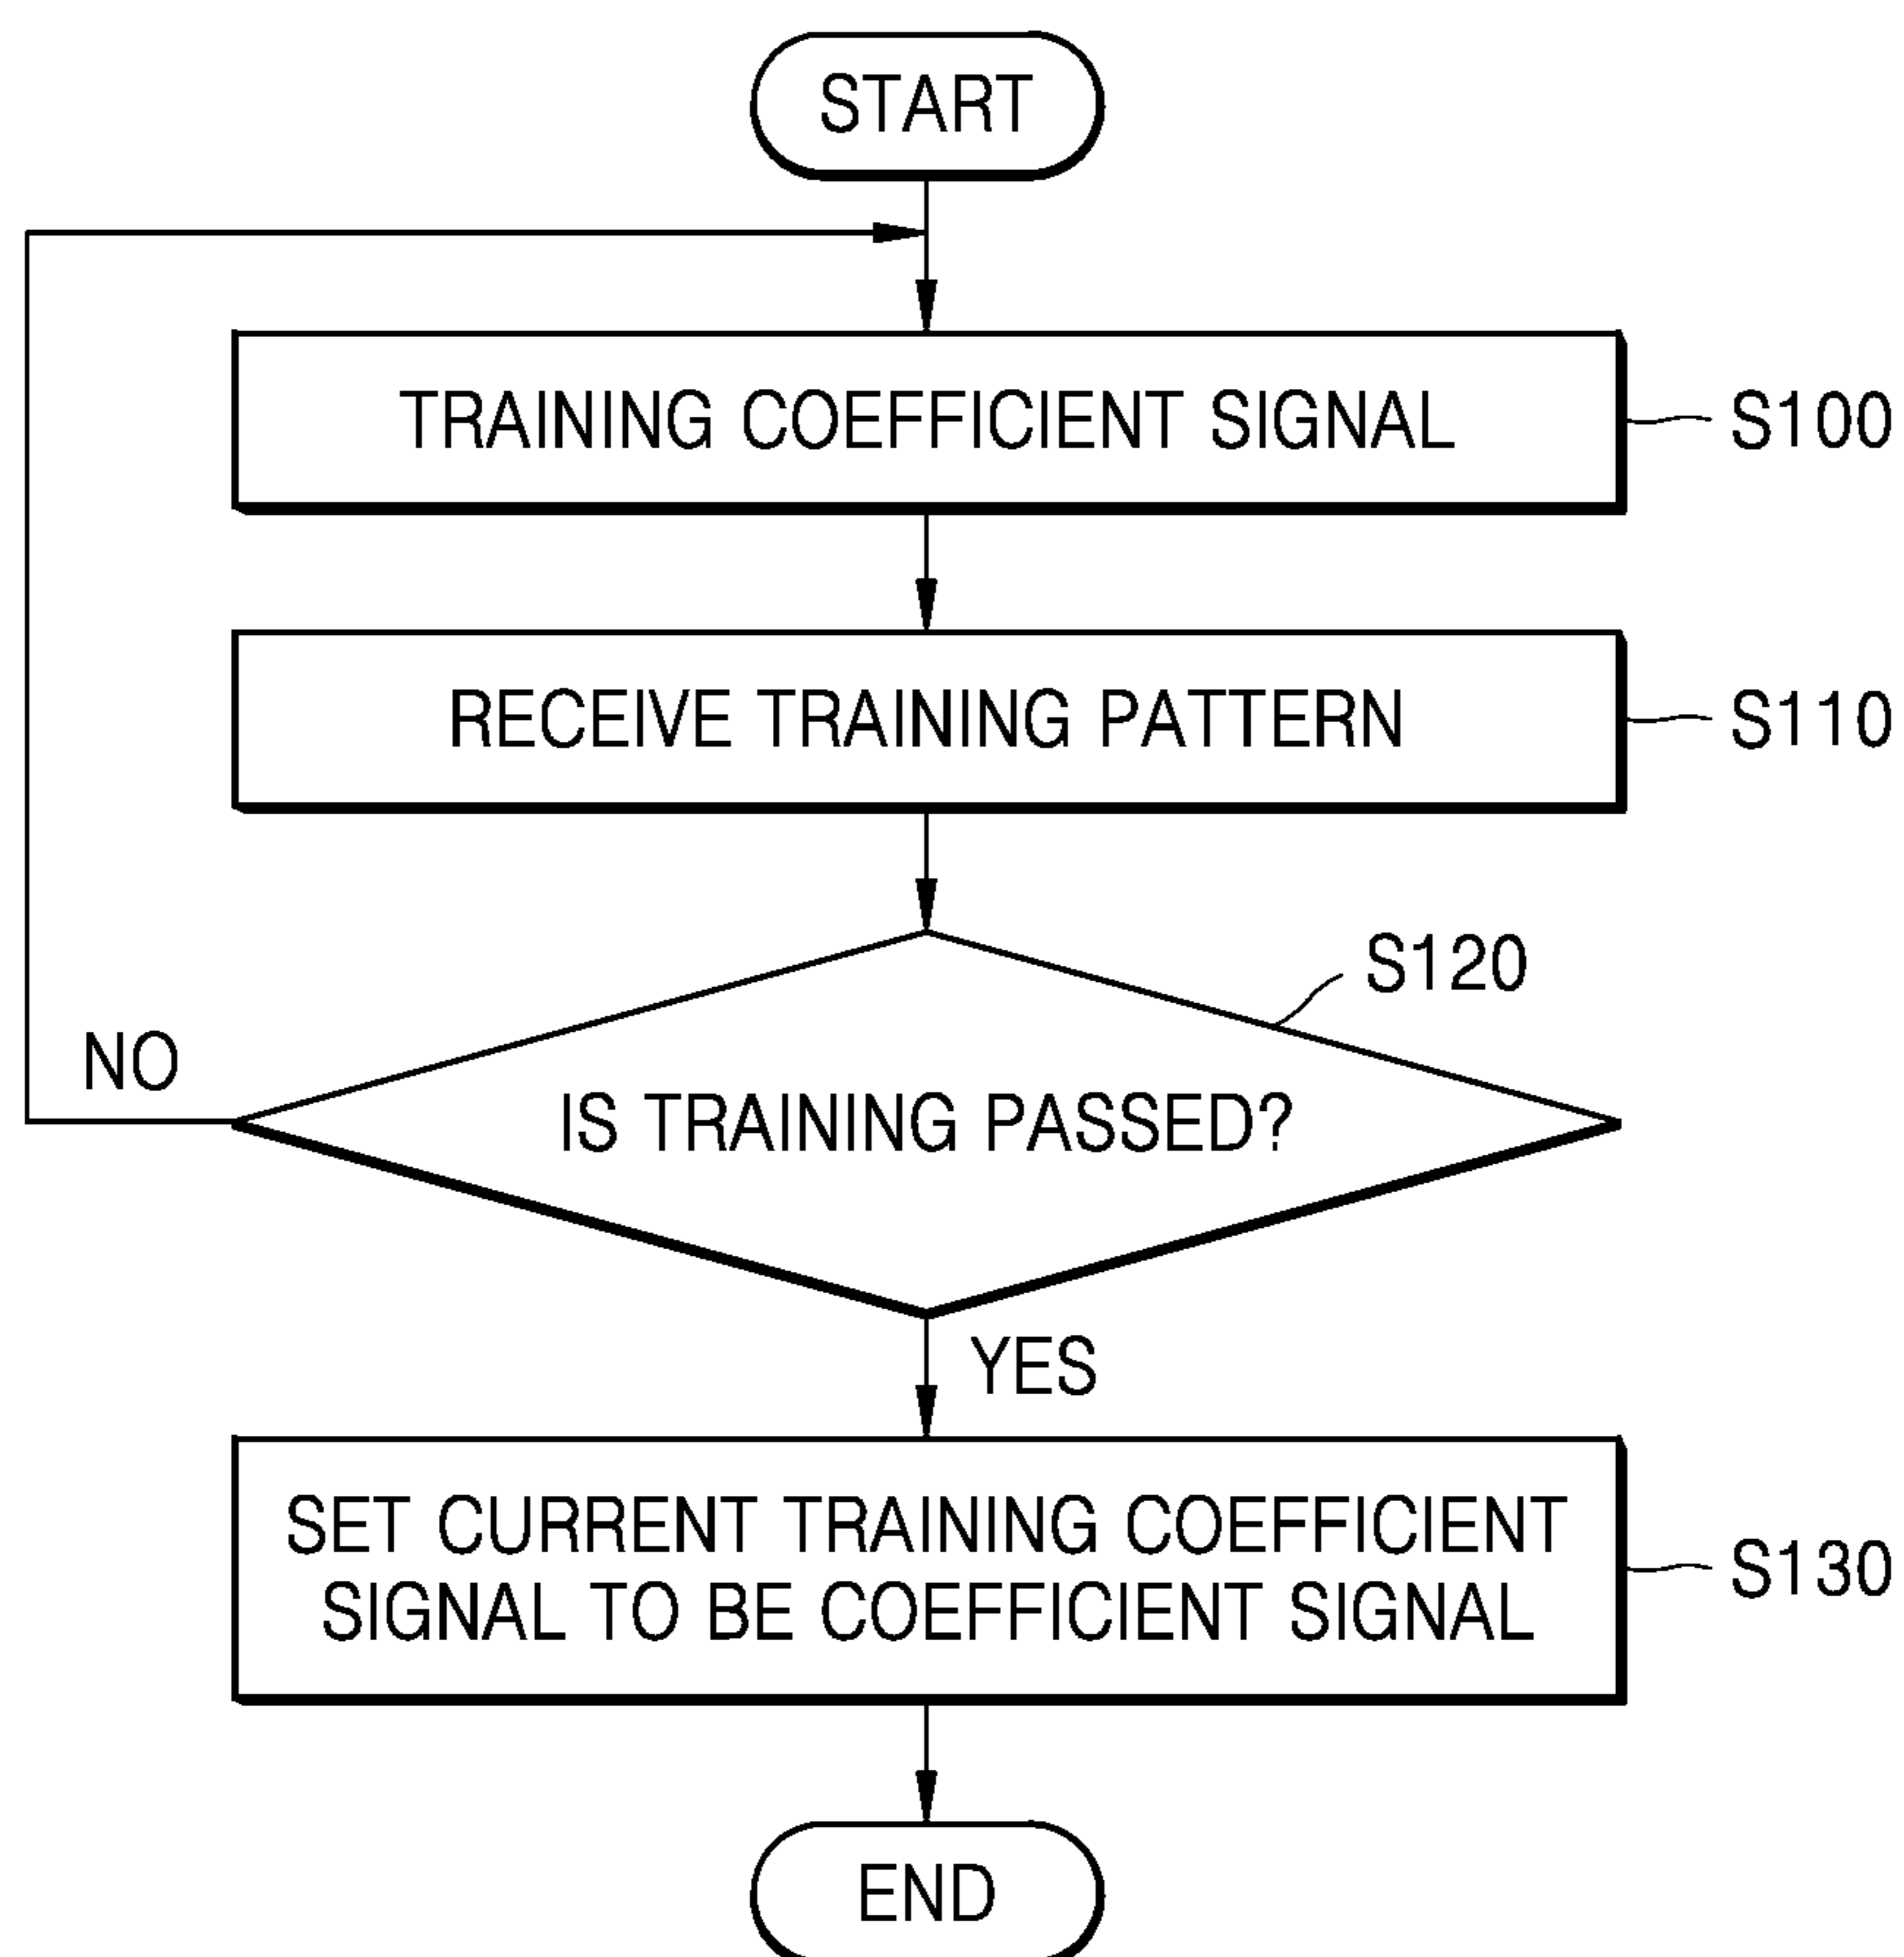 START
TRAINING COEFFICIENT SIGNAL
S100
RECEIVE TRAINING PATTERN
S110
S120
NO
IS TRAINING PASSED?
YES
SET CURRENT TRAINING COEFFICIENT
SIGNAL TO BE COEFFICIENT SIGNAL
S130
END